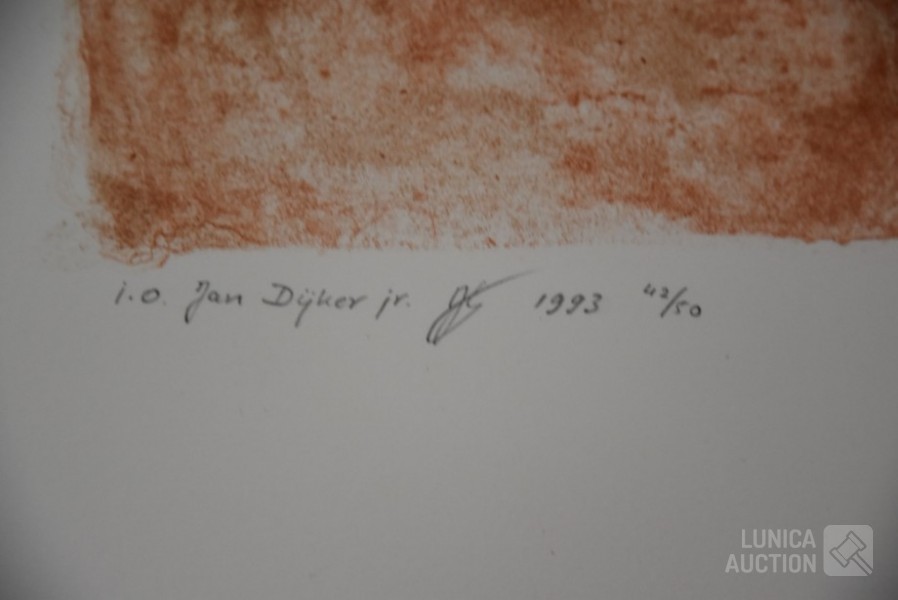 i.o. Jan Dijker jr. 1993 42/50
LUNICA
AUCTION